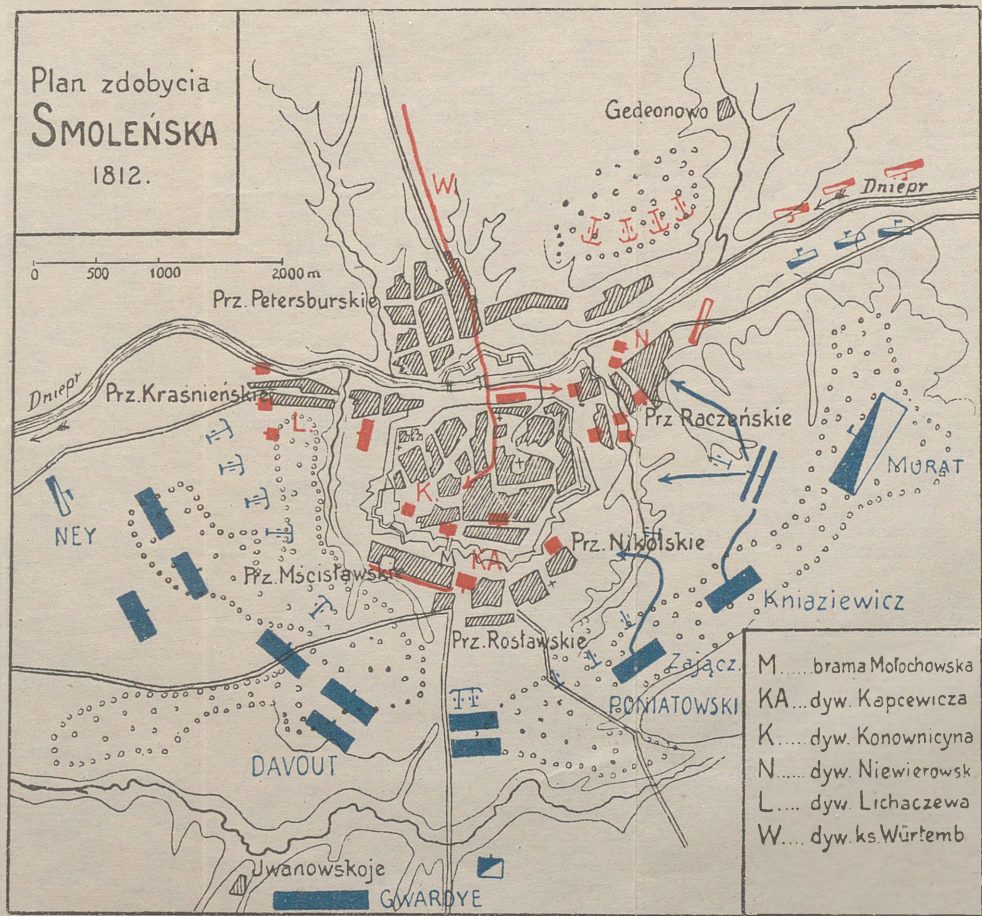 Plan zdobycia
SMOLEŃSKA
1812.
0 500 1000 2000 m
Gedeonowo
W.
Dniepr
Prz. Petersburskie
N
Dniepr
Prz. Kraśnieńskie
L.
Prz. Raczeńskie
MURAT
K.
NEY
KA
Prz. Nikolskie
Prz. Mścisławskie
Kniaziewicz
Prz. Rosławskie
Zającz.
PONIATOWSKI
DAVOUT
Iwanowskoje
GWARDYE
M.... brama Mołochowska
KA... dyw. Kapcewicza
K..... dyw. Konownicyna
N...... dyw. Niewierowsk
L.... dyw. Lichaczewa
W.... dyw. ks. Würtemb